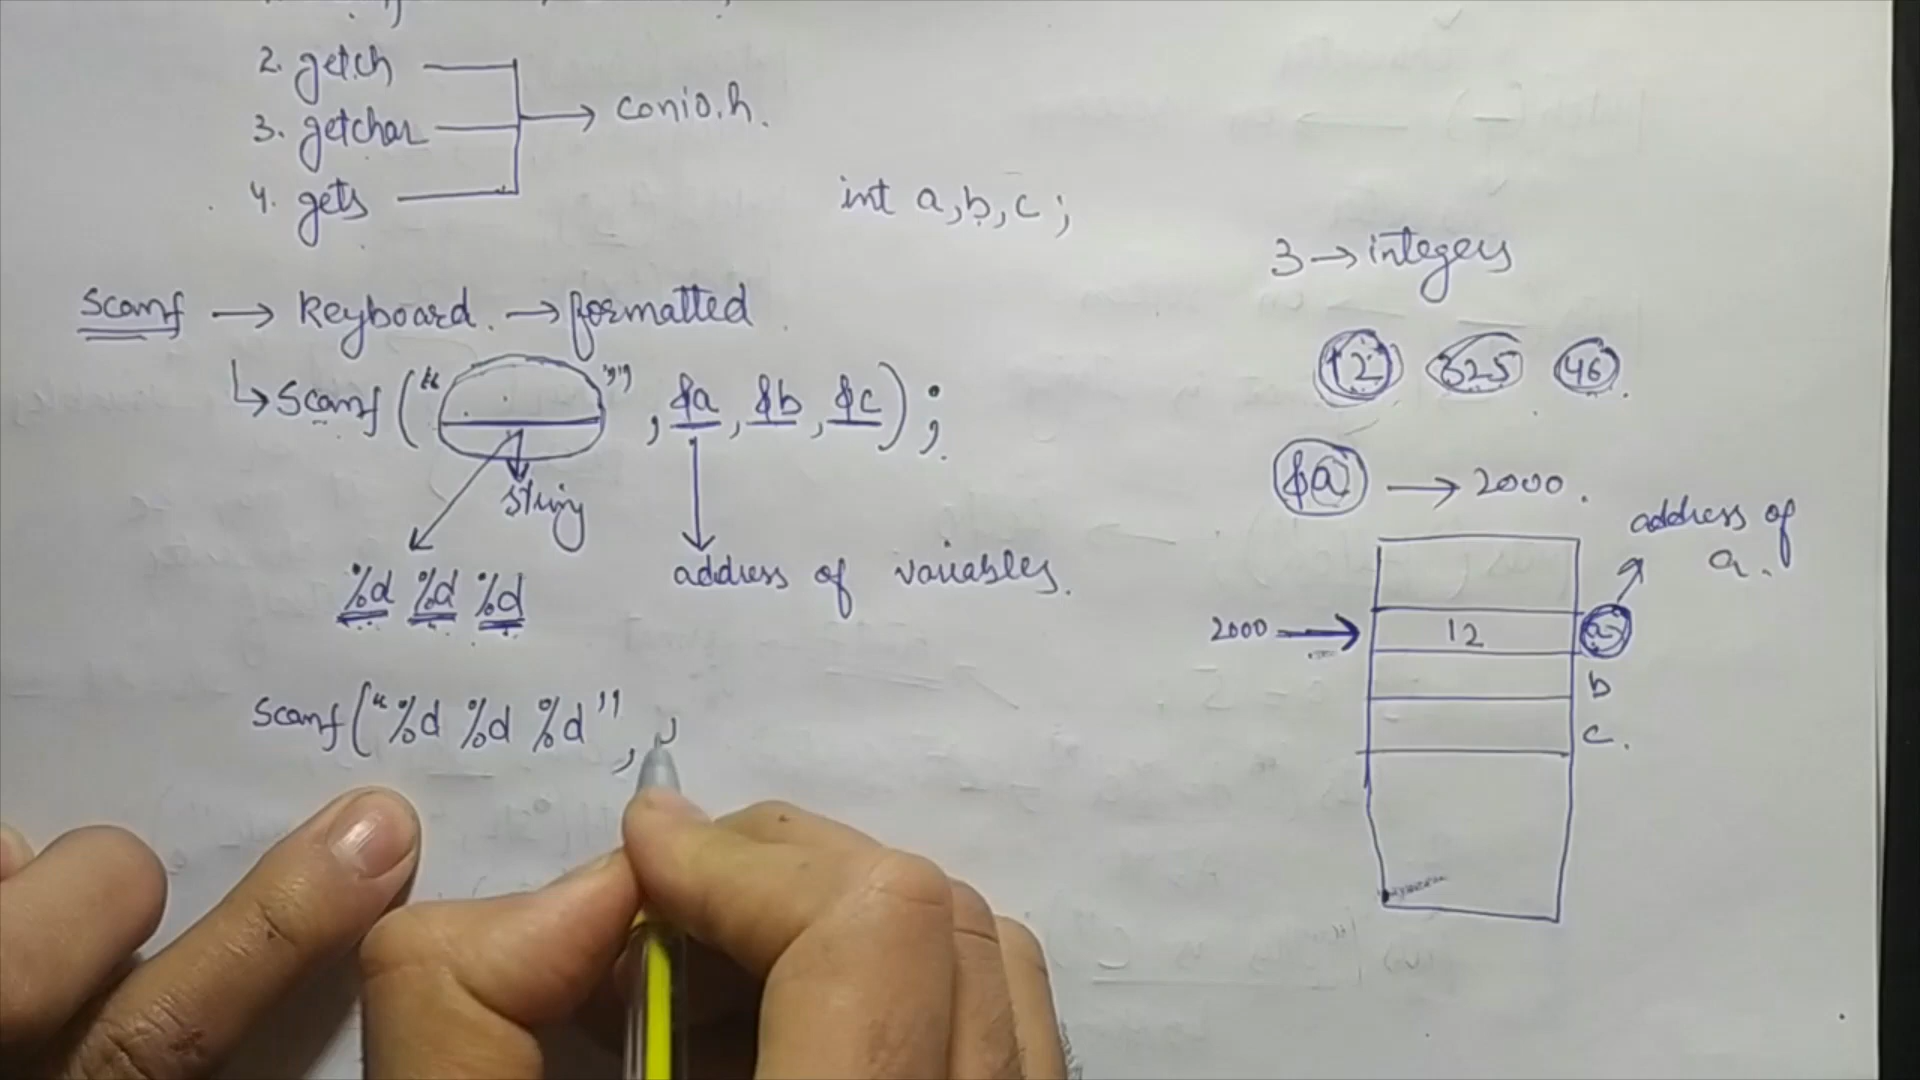 2. getch
3. getchar
4. gets
→ conio.h.
int a,b,c;
Scanf → Keyboard. → formatted
↳ Scanf (" ", &a, &b, &c);
string
%d %d %d
address of variables.
Scanf("%d %d %d",
3 → integers
12 325 46.
&a → 2000.
address of
a.
2000 → 12 a
b
c.